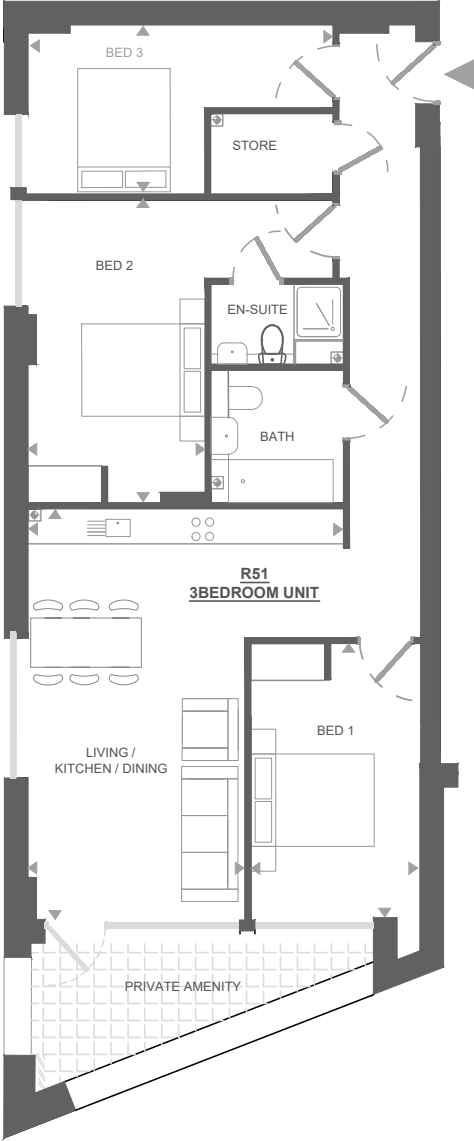 BED 3
STORE
BED 2
EN-SUITE
BATH
R51
3BEDROOM UNIT
BED 1
LIVING /
KITCHEN / DINING
PRIVATE AMENITY